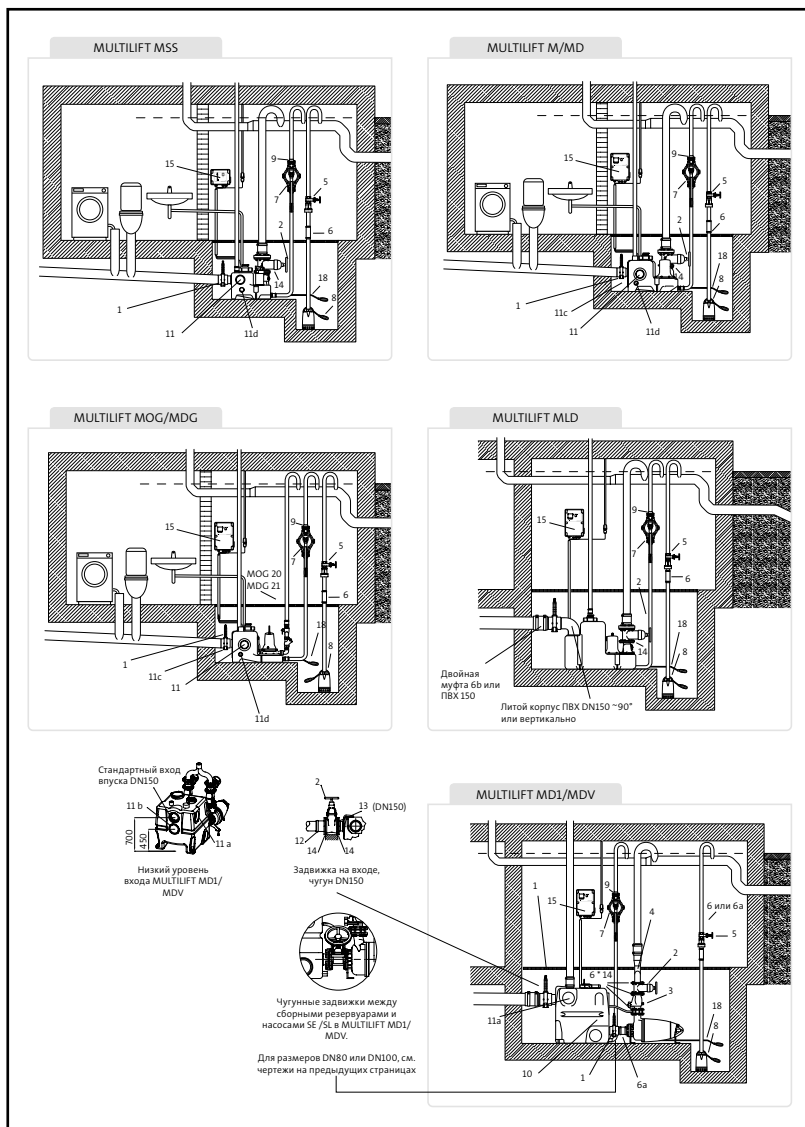 MULTILIFT MSS
15
9
7
5
2
6
14
18
8
1
11
11d
MULTILIFT M/MD
15
9
7
5
2
6
14
18
8
1
11c
11
11d
MULTILIFT MOG/MDG
15
9
7
5
MOG 20
MDG 21
6
18
8
1
11c
11
11d
MULTILIFT MLD
15
9
7
5
2
6
14
18
8
Двойная
муфта 6b или
ПВХ 150
Литой корпус ПВХ DN150 ~90°
или вертикально
Стандартный вход
впуска DN150
11 b
700
450
11 a
Низкий уровень
входа MULTILIFT MD1/
MDV
2
13 (DN150)
12
14
14
Задвижка на входе,
чугун DN150
Чугунные задвижки между
сборными резервуарами и
насосами SE /SL в MULTILIFT MD1/
MDV.
Для размеров DN80 или DN100, см.
чертежи на предыдущих страницах
MULTILIFT MD1/MDV
1
15
9
7
4
6 или 6a
5
6 * 14
2
3
11a
18
8
10
1
6a